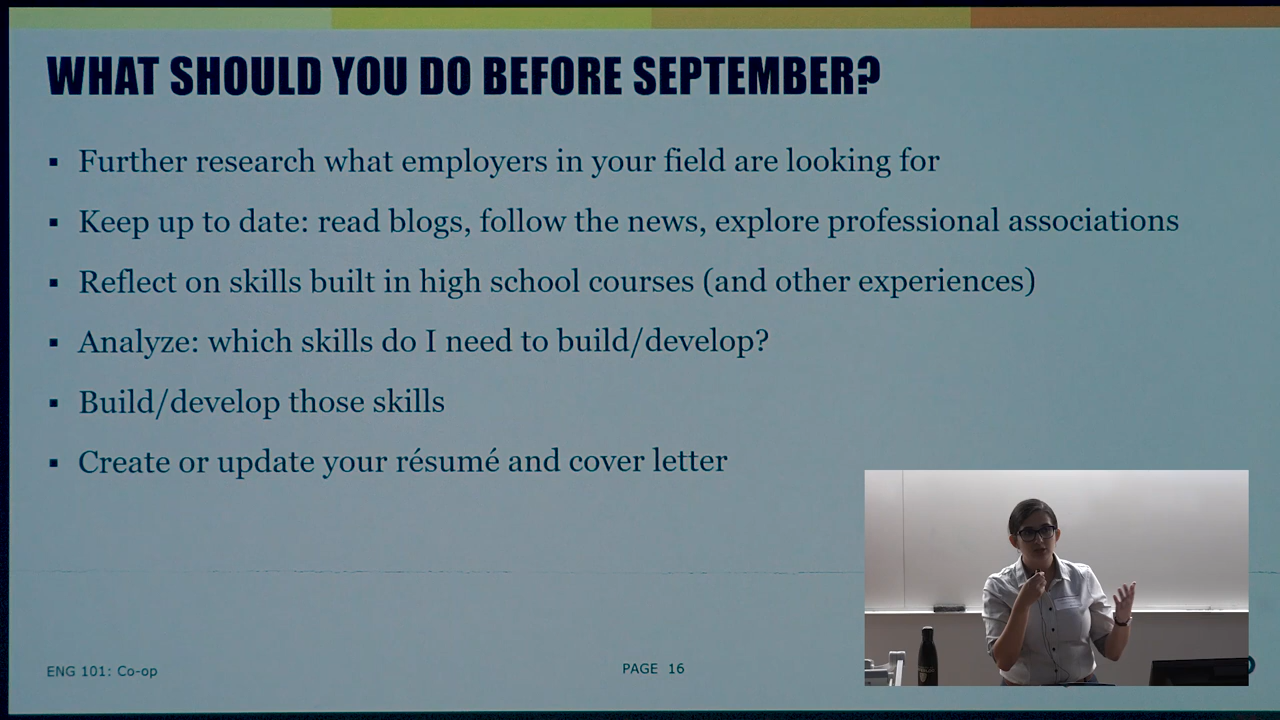 WHAT SHOULD YOU DO BEFORE SEPTEMBER?
▪ Further research what employers in your field are looking for
▪ Keep up to date: read blogs, follow the news, explore professional associations
▪ Reflect on skills built in high school courses (and other experiences)
▪ Analyze: which skills do I need to build/develop?
▪ Build/develop those skills
▪ Create or update your résumé and cover letter
ENG 101: Co-op
PAGE 16